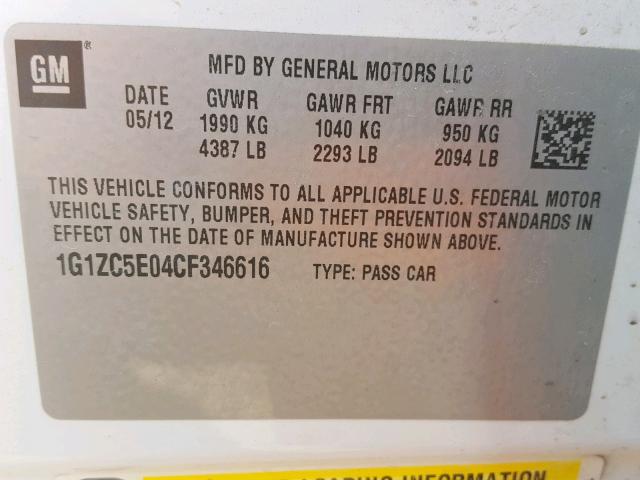 GM®
MFD BY GENERAL MOTORS LLC
DATE GVWR GAWR FRT GAWR RR
05/12 1990 KG 1040 KG 950 KG
4387 LB 2293 LB 2094 LB
THIS VEHICLE CONFORMS TO ALL APPLICABLE U.S. FEDERAL MOTOR
VEHICLE SAFETY, BUMPER, AND THEFT PREVENTION STANDARDS IN
EFFECT ON THE DATE OF MANUFACTURE SHOWN ABOVE.
1G1ZC5E04CF346616 TYPE: PASS CAR
LOADING INFORMATION